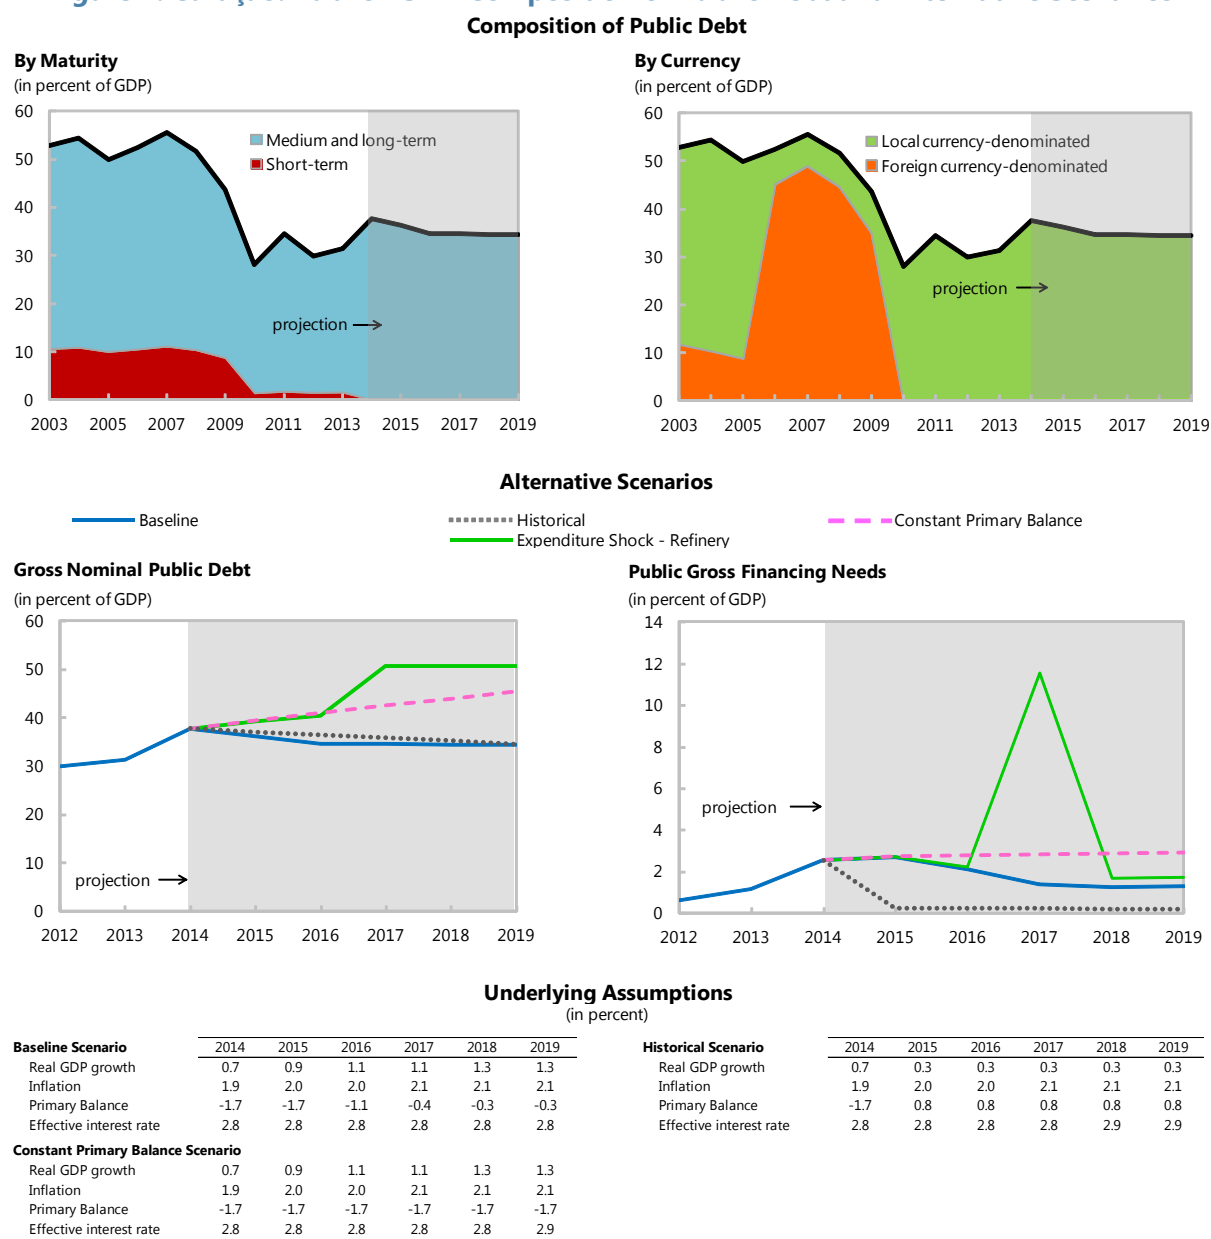 Composition of Public Debt
By Maturity
(in percent of GDP)
60
50
40
30
20
10
0
Medium and long-term
Short-term
projection
2003 2005 2007 2009 2011 2013 2015 2017 2019
By Currency
(in percent of GDP)
60
50
40
30
20
10
0
Local currency-denominated
Foreign currency-denominated
projection
2003 2005 2007 2009 2011 2013 2015 2017 2019
Alternative Scenarios
Baseline
Historical
Constant Primary Balance
Expenditure Shock - Refinery
Gross Nominal Public Debt
(in percent of GDP)
60
50
40
30
20
10
0
projection
2012 2013 2014 2015 2016 2017 2018 2019
Public Gross Financing Needs
(in percent of GDP)
14
12
10
8
6
4
2
0
projection
2012 2013 2014 2015 2016 2017 2018 2019
Underlying Assumptions
(in percent)
Baseline Scenario 2014 2015 2016 2017 2018 2019
Real GDP growth 0.7 0.9 1.1 1.1 1.3 1.3
Inflation 1.9 2.0 2.0 2.1 2.1 2.1
Primary Balance -1.7 -1.7 -1.1 -0.4 -0.3 -0.3
Effective interest rate 2.8 2.8 2.8 2.8 2.8 2.8
Constant Primary Balance Scenario
Real GDP growth 0.7 0.9 1.1 1.1 1.3 1.3
Inflation 1.9 2.0 2.0 2.1 2.1 2.1
Primary Balance -1.7 -1.7 -1.7 -1.7 -1.7 -1.7
Effective interest rate 2.8 2.8 2.8 2.8 2.8 2.9
Historical Scenario 2014 2015 2016 2017 2018 2019
Real GDP growth 0.7 0.3 0.3 0.3 0.3 0.3
Inflation 1.9 2.0 2.0 2.1 2.1 2.1
Primary Balance -1.7 0.8 0.8 0.8 0.8 0.8
Effective interest rate 2.8 2.8 2.8 2.8 2.9 2.9